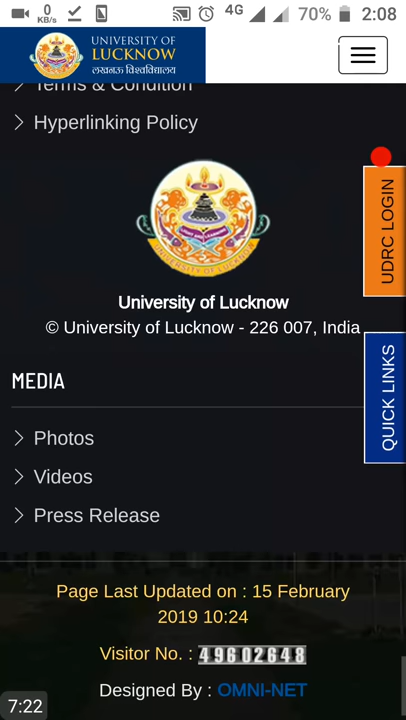 0
KB/s
4G
70%
2:08
UNIVERSITY OF
LUCKNOW
लखनऊ विश्वविद्यालय
Terms & Condition
Hyperlinking Policy
UDRC LOGIN
University of Lucknow
© University of Lucknow - 226 007, India
QUICK LINKS
MEDIA
Photos
Videos
Press Release
Page Last Updated on : 15 February
2019 10:24
Visitor No. : 49602648
Designed By : OMNI-NET
7:22